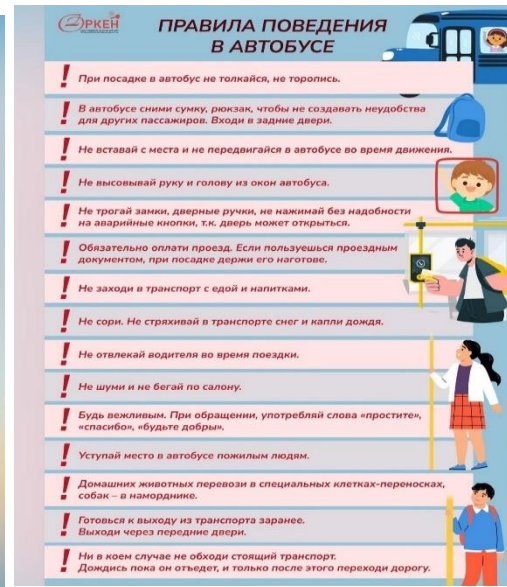 ӨРКЕН
ПРАВИЛА ПОВЕДЕНИЯ
В АВТОБУСЕ
! При посадке в автобус не толкайся, не торопись.
! В автобусе сними сумку, рюкзак, чтобы не создавать неудобства
для других пассажиров. Входи в задние двери.
! Не вставай с места и не передвигайся в автобусе во время движения.
! Не высовывай руку и голову из окон автобуса.
! Не трогай замки, дверные ручки, не нажимай без надобности
на аварийные кнопки, т.к. дверь может открыться.
! Обязательно оплати проезд. Если пользуешься проездным
документом, при посадке держи его наготове.
! Не заходи в транспорт с едой и напитками.
! Не сори. Не стряхивай в транспорте снег и капли дождя.
! Не отвлекай водителя во время поездки.
! Не шуми и не бегай по салону.
! Будь вежливым. При обращении, употребляй слова «простите»,
«спасибо», «будьте добры».
! Уступай место в автобусе пожилым людям.
! Домашних животных перевози в специальных клетках-переносках,
собак – в наморднике.
! Готовься к выходу из транспорта заранее.
Выходи через передние двери.
! Ни в коем случае не обходи стоящий транспорт.
Дождись пока он отъедет, и только после этого переходи дорогу.